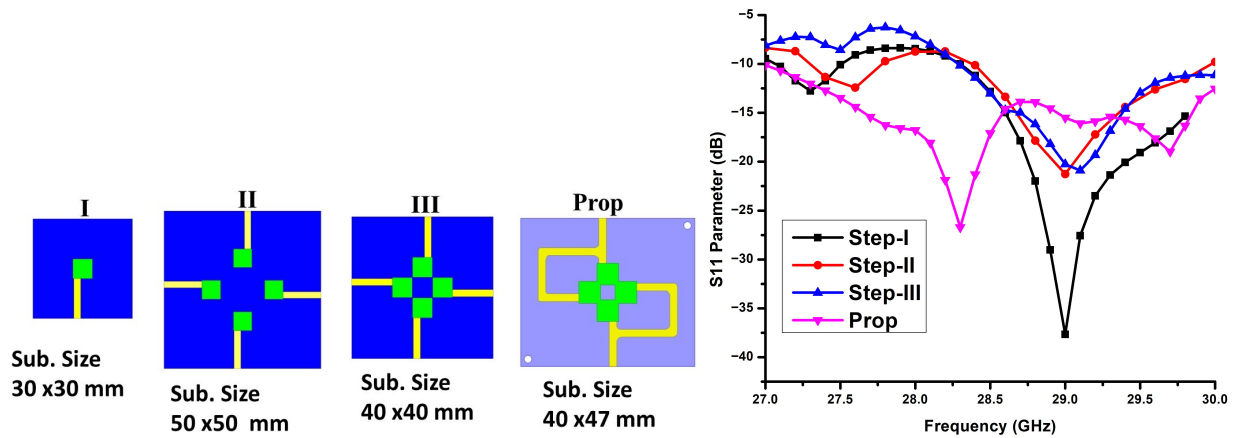 I
II
III
Prop
Sub. Size
30 x30 mm
Sub. Size
50 x50 mm
Sub. Size
40 x40 mm
Sub. Size
40 x47 mm
S11 Parameter (dB)
−5
−10
−15
−20
−25
−30
−35
−40
Step-I
Step-II
Step-III
Prop
27.0 27.5 28.0 28.5 29.0 29.5 30.0
Frequency (GHz)